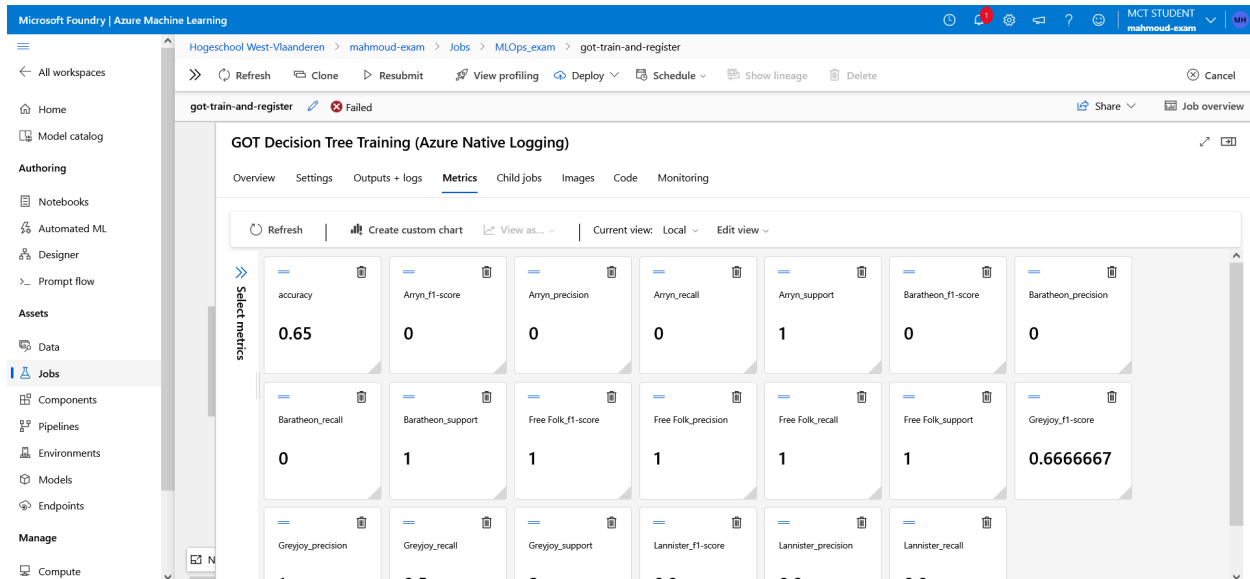 Microsoft Foundry | Azure Machine Learning
1
MCT STUDENT
mahmoud-exam
MH
Hogeschool West-Vlaanderen > mahmoud-exam > Jobs > MLOps_exam > got-train-and-register
All workspaces
Refresh Clone Resubmit View profiling Deploy Schedule Show lineage Delete Cancel
Home
got-train-and-register Failed Share Job overview
Model catalog
GOT Decision Tree Training (Azure Native Logging)
Authoring
Overview Settings Outputs + logs Metrics Child jobs Images Code Monitoring
Notebooks
Automated ML
Refresh Create custom chart View as... Current view: Local Edit view
Designer
Prompt flow
Assets
Data
Jobs
Components
Pipelines
Environments
Models
Endpoints
Manage
Compute
Select metrics
accuracy
0.65
Arryn_f1-score
0
Arryn_precision
0
Arryn_recall
0
Arryn_support
1
Baratheon_f1-score
0
Baratheon_precision
0
Baratheon_recall
0
Baratheon_support
1
Free Folk_f1-score
1
Free Folk_precision
1
Free Folk_recall
1
Free Folk_support
1
Greyjoy_f1-score
0.6666667
Greyjoy_precision
Greyjoy_recall
Greyjoy_support
Lannister_f1-score
Lannister_precision
Lannister_recall
N